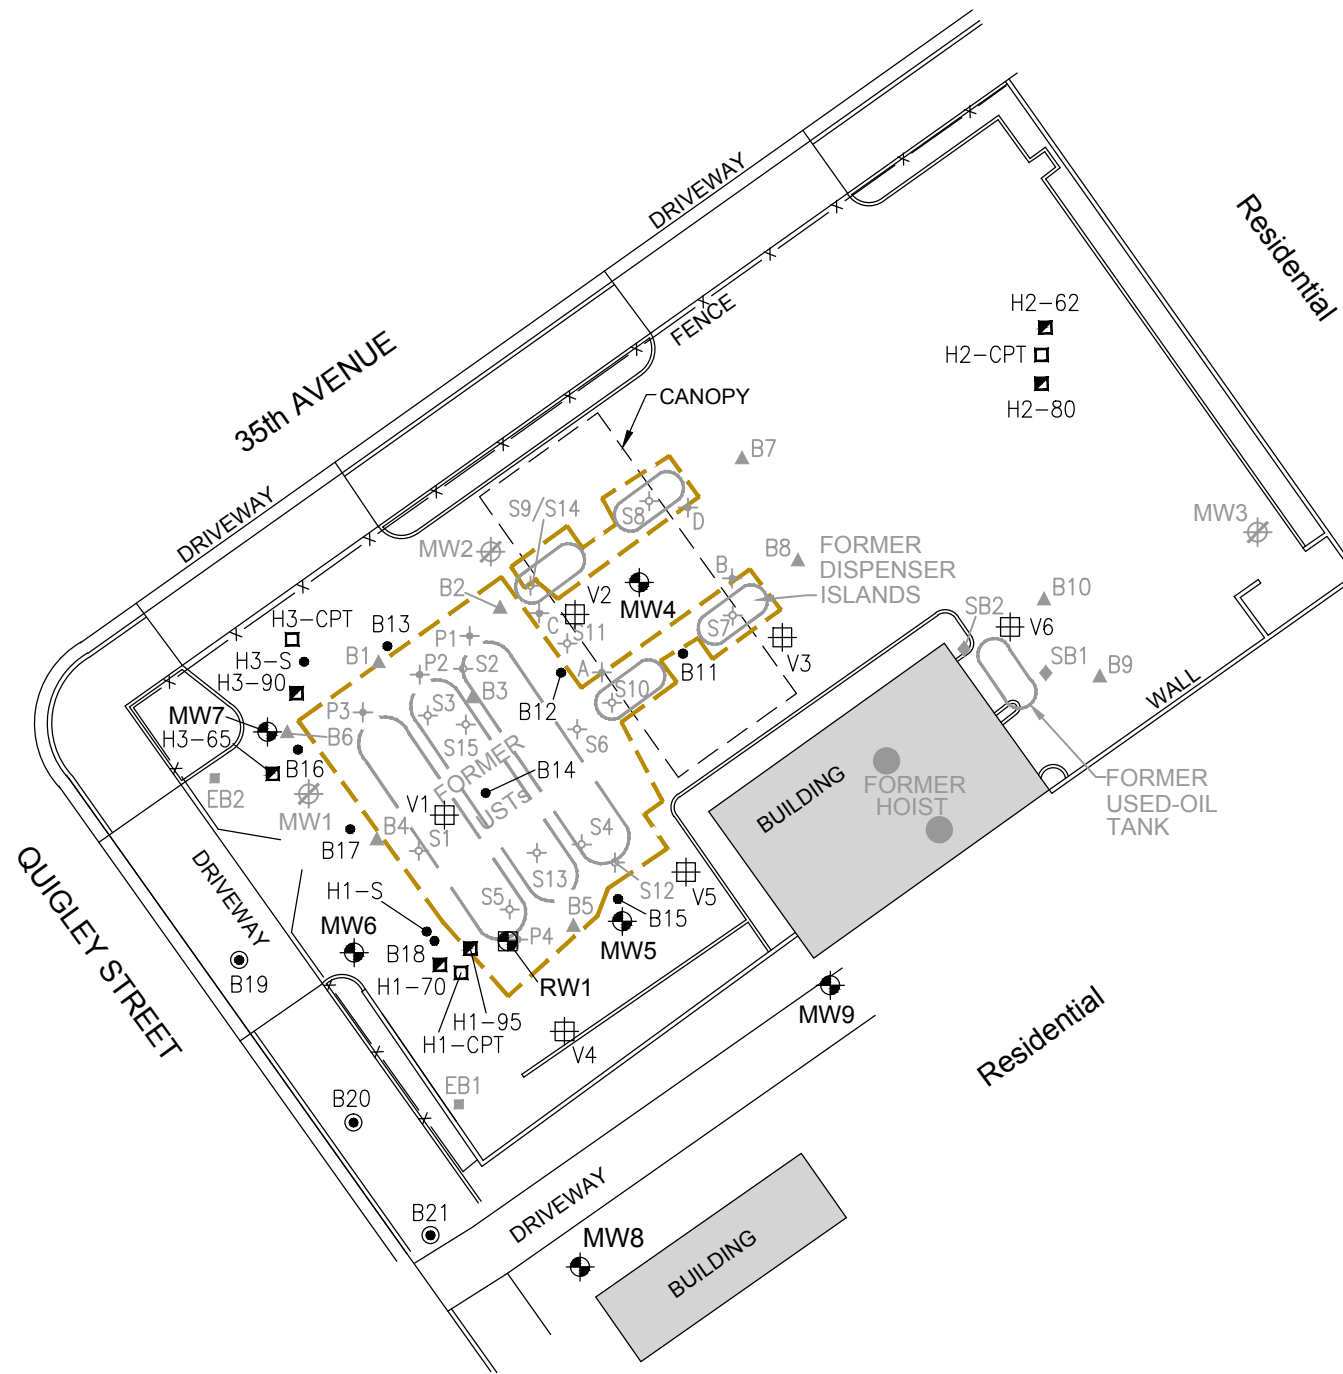 DRIVEWAY
Residential
H2-62
H2-CPT
H2-80
FENCE
35th AVENUE
CANOPY
B7
S9/S14
S8
D
MW3
DRIVEWAY
MW2
B8
FORMER
DISPENSER
ISLANDS
B
MW4
B2
V2
B10
H3-CPT
B13
C
S11
S7
SB2
V6
P1
V3
H3-S
B1
P2
S2
A
B11
SB1
B9
H3-90
B3
S10
B12
WALL
P3
S3
MW7
B6
S15
S6
H3-65
B16
FORMER
USTs
B14
BUILDING
FORMER
HOIST
FORMER
USED-OIL
TANK
EB2
MW1
V1
B4
S1
S4
B17
S13
S12
V5
QUIGLEY STREET
DRIVEWAY
H1-S
S5
B5
B15
MW6
B18
P4
MW5
B19
H1-70
RW1
MW9
H1-95
H1-CPT
V4
Residential
EB1
B20
DRIVEWAY
B21
MW8
BUILDING